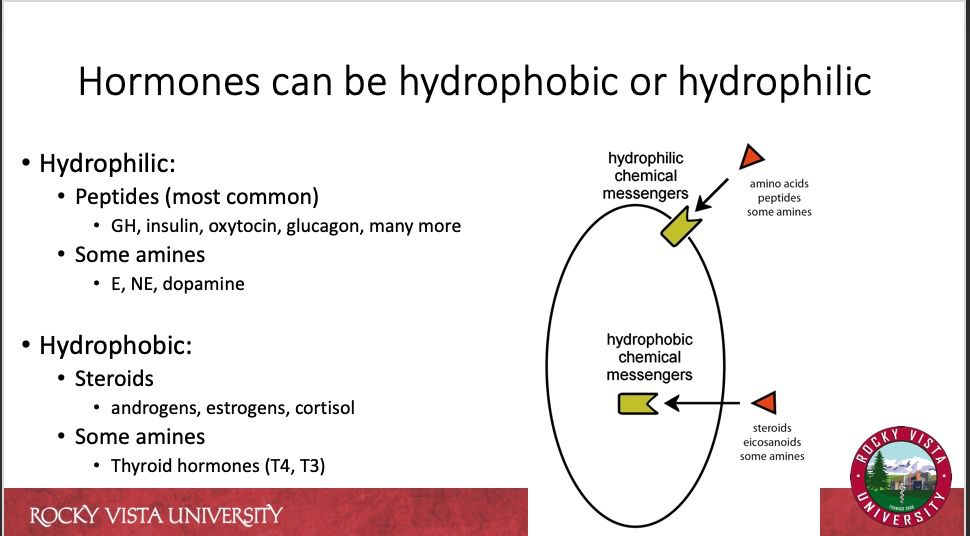 Hormones can be hydrophobic or hydrophilic
• Hydrophilic:
• Peptides (most common)
• GH, insulin, oxytocin, glucagon, many more
• Some amines
• E, NE, dopamine
• Hydrophobic:
• Steroids
• androgens, estrogens, cortisol
• Some amines
• Thyroid hormones (T4, T3)
hydrophilic
chemical
messengers
amino acids
peptides
some amines
hydrophobic
chemical
messengers
steroids
eicosanoids
some amines
ROCKY VISTA UNIVERSITY
ROCKY VISTA
UNIVERSITY